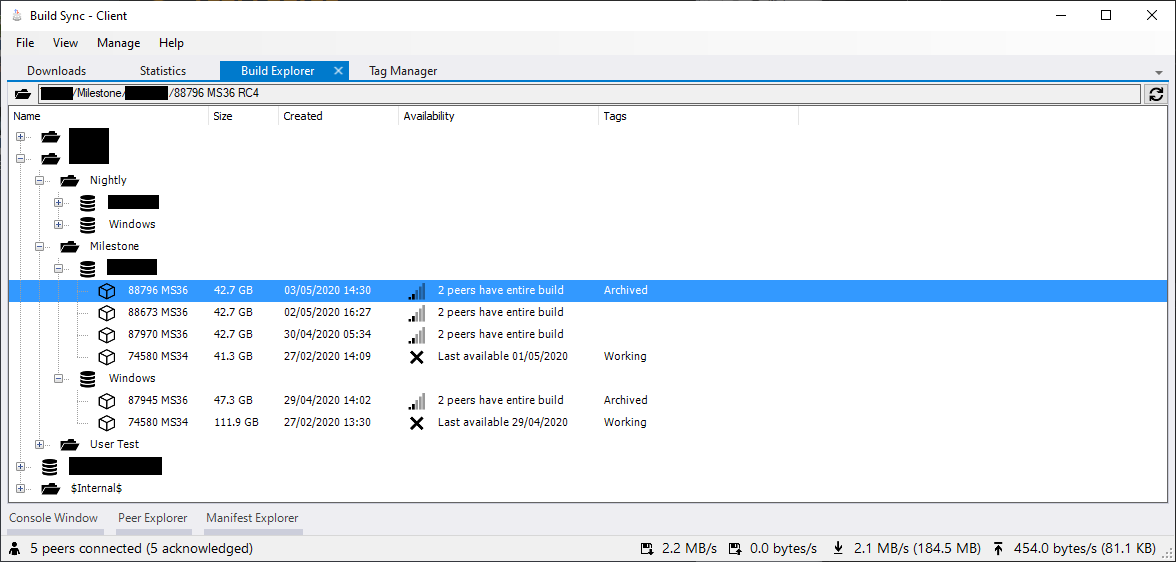 Build Sync - Client
File View Manage Help
Downloads Statistics Build Explorer Tag Manager
/Milestone/ /88796 MS36 RC4
Name Size Created Availability Tags
Nightly
Windows
Milestone
88796 MS36 42.7 GB 03/05/2020 14:30 2 peers have entire build Archived
88673 MS36 42.7 GB 02/05/2020 16:27 2 peers have entire build
87970 MS36 42.7 GB 30/04/2020 05:34 2 peers have entire build
74580 MS34 41.3 GB 27/02/2020 14:09 Last available 01/05/2020 Working
Windows
87945 MS36 47.3 GB 29/04/2020 14:02 2 peers have entire build Archived
74580 MS34 111.9 GB 27/02/2020 13:30 Last available 29/04/2020 Working
User Test
$Internal$
Console Window Peer Explorer Manifest Explorer
5 peers connected (5 acknowledged) 2.2 MB/s 0.0 bytes/s 2.1 MB/s (184.5 MB) 454.0 bytes/s (81.1 KB)